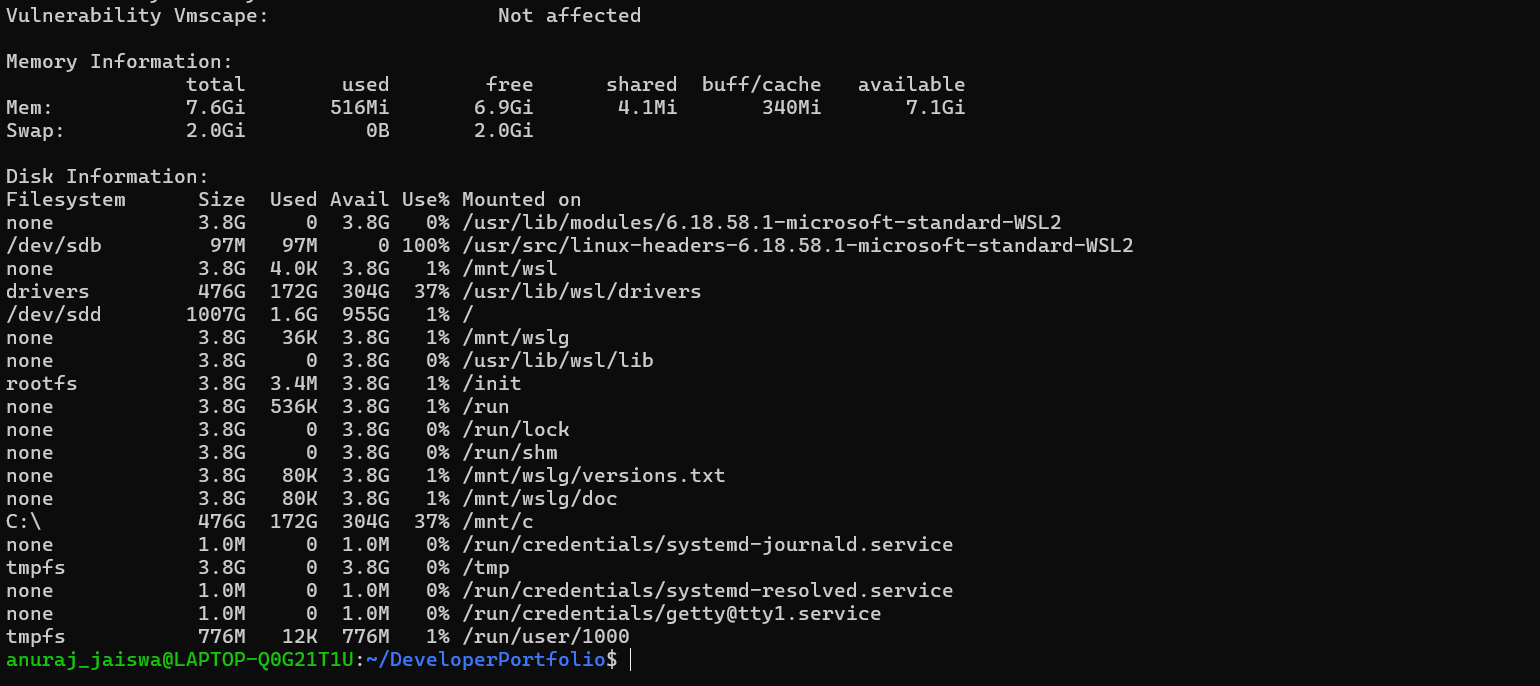 Vulnerability Vmscape:                   Not affected

Memory Information:
               total        used        free      shared  buff/cache   available
Mem:           7.6Gi       516Mi       6.9Gi       4.1Mi       340Mi       7.1Gi
Swap:          2.0Gi          0B       2.0Gi

Disk Information:
Filesystem      Size  Used Avail Use% Mounted on
none            3.8G     0  3.8G   0% /usr/lib/modules/6.18.58.1-microsoft-standard-WSL2
/dev/sdb         97M   97M     0 100% /usr/src/linux-headers-6.18.58.1-microsoft-standard-WSL2
none            3.8G  4.0K  3.8G   1% /mnt/wsl
drivers         476G  172G  304G  37% /usr/lib/wsl/drivers
/dev/sdd       1007G  1.6G  955G   1% /
none            3.8G   36K  3.8G   1% /mnt/wslg
none            3.8G     0  3.8G   0% /usr/lib/wsl/lib
rootfs          3.8G  3.4M  3.8G   1% /init
none            3.8G  536K  3.8G   1% /run
none            3.8G     0  3.8G   0% /run/lock
none            3.8G     0  3.8G   0% /run/shm
none            3.8G   80K  3.8G   1% /mnt/wslg/versions.txt
none            3.8G   80K  3.8G   1% /mnt/wslg/doc
C:\             476G  172G  304G  37% /mnt/c
none            1.0M     0  1.0M   0% /run/credentials/systemd-journald.service
tmpfs           3.8G     0  3.8G   0% /tmp
none            1.0M     0  1.0M   0% /run/credentials/systemd-resolved.service
none            1.0M     0  1.0M   0% /run/credentials/getty@tty1.service
tmpfs           776M   12K  776M   1% /run/user/1000
anuraj_jaiswa@LAPTOP-Q0G21T1U:~/DeveloperPortfolio$